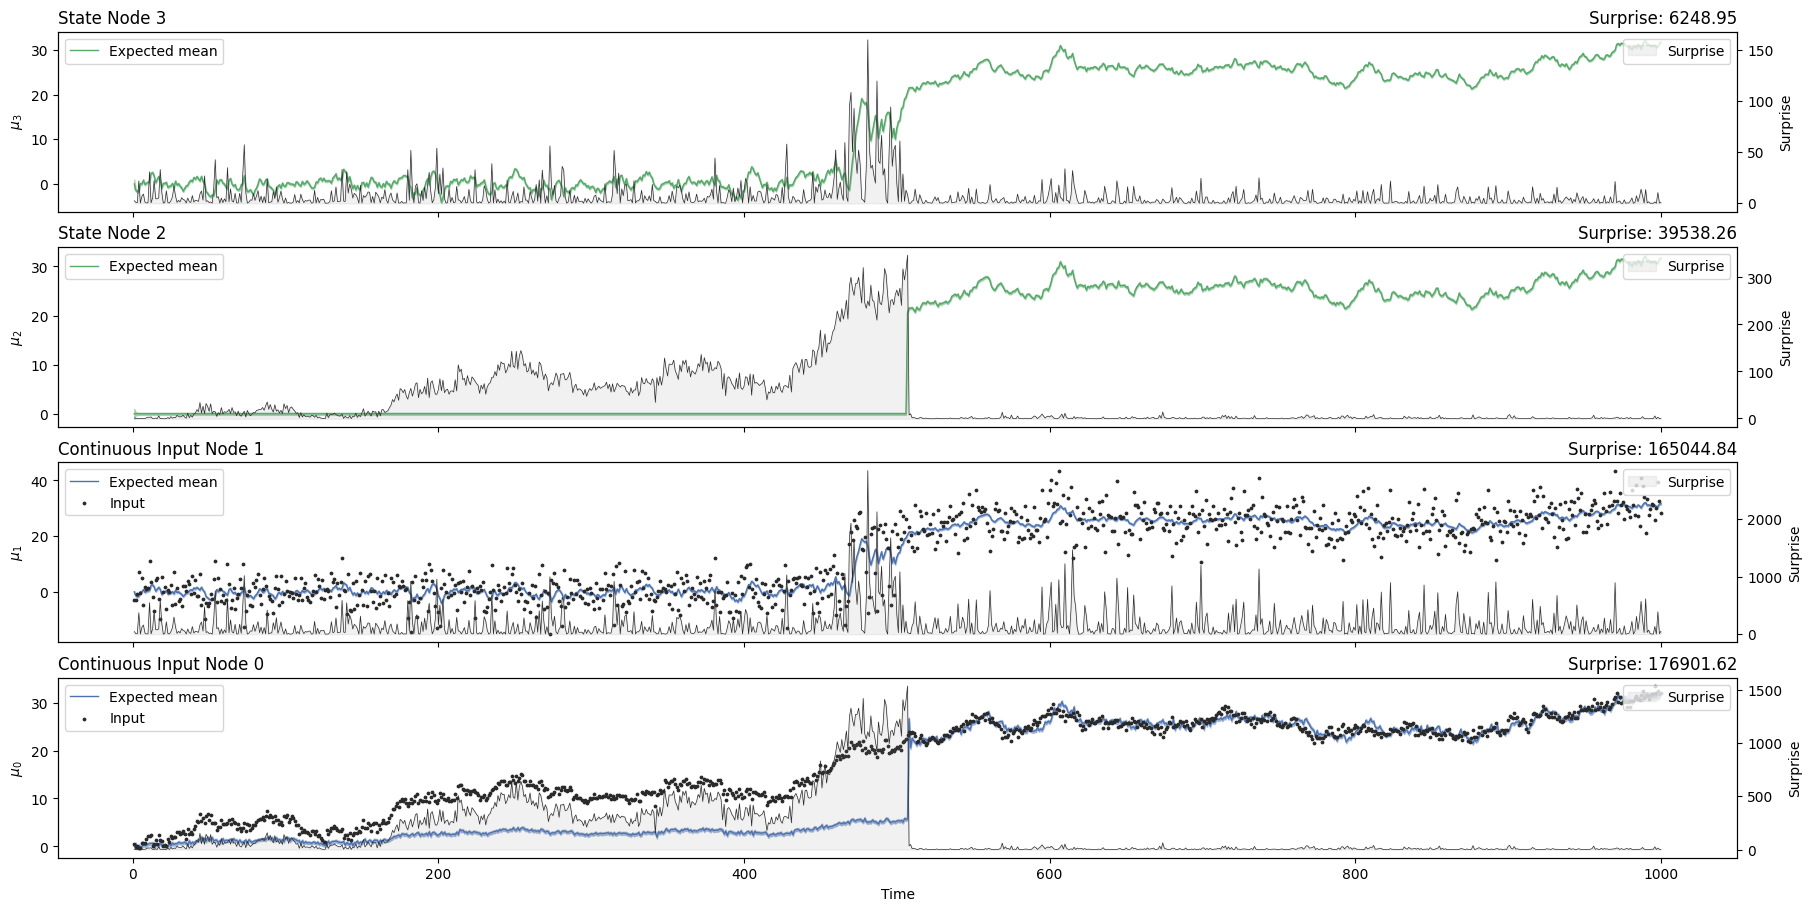 State Node 3
Surprise: 6248.95
Expected mean
Surprise
30
20
10
0
μ3
150
100
50
0
Surprise
State Node 2
Surprise: 39538.26
Expected mean
Surprise
30
20
10
0
μ2
300
200
100
0
Surprise
Continuous Input Node 1
Surprise: 165044.84
Expected mean
Input
Surprise
40
20
0
μ1
2000
1000
0
Surprise
Continuous Input Node 0
Surprise: 176901.62
Expected mean
Input
Surprise
30
20
10
0
μ0
1500
1000
500
0
Surprise
0 200 400 600 800 1000
Time